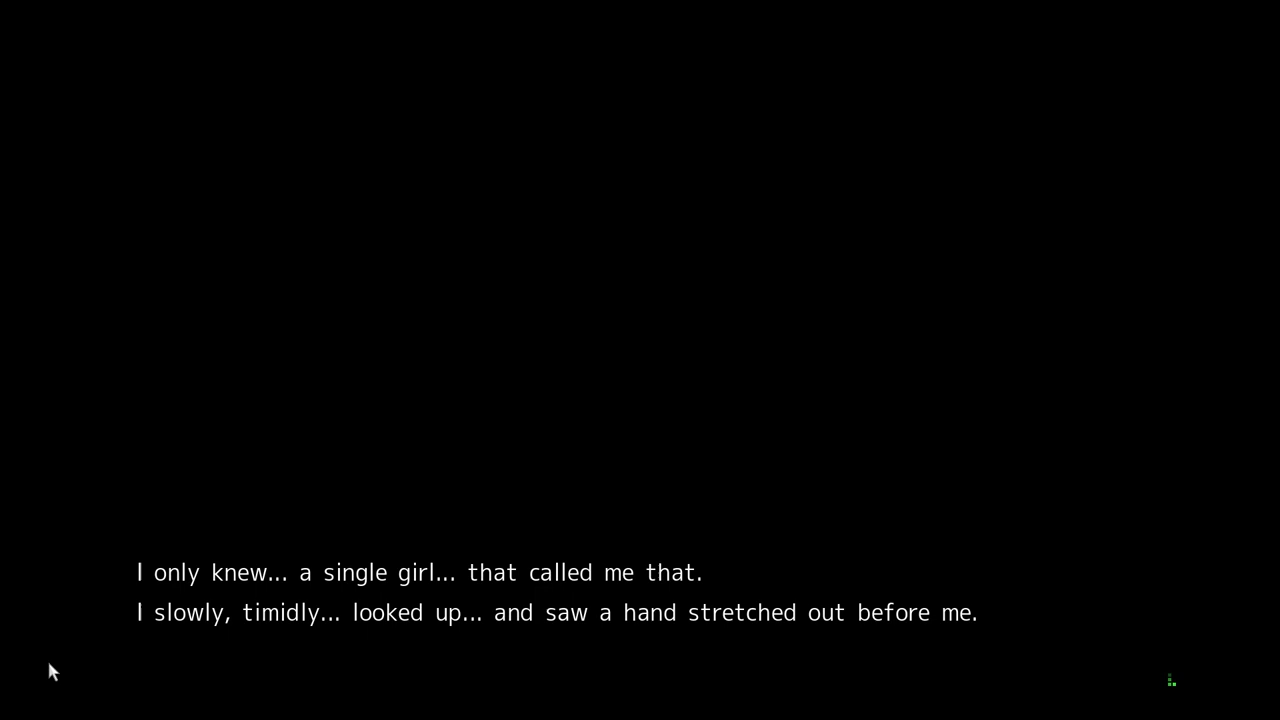 I only knew... a single girl... that called me that.
I slowly, timidly... looked up... and saw a hand stretched out before me.